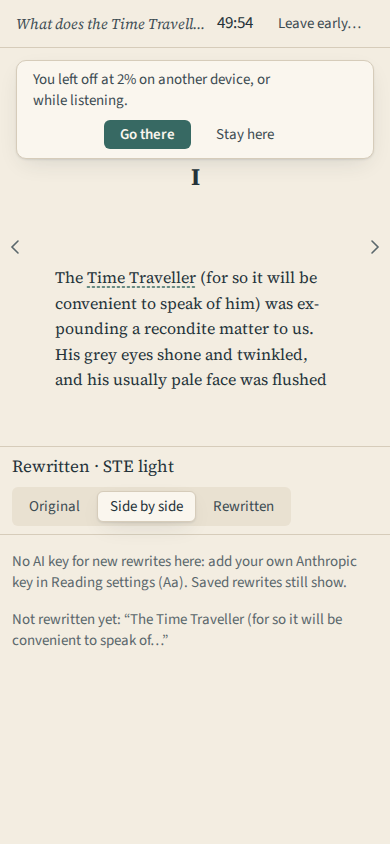 What does the Time Travell... 49:54 Leave early...
You left off at 2% on another device, or
while listening.
Go there Stay here
I
The Time Traveller (for so it will be
convenient to speak of him) was ex-
pounding a recondite matter to us.
His grey eyes shone and twinkled,
and his usually pale face was flushed
Rewritten · STE light
Original Side by side Rewritten
No AI key for new rewrites here: add your own Anthropic
key in Reading settings (Aa). Saved rewrites still show.
Not rewritten yet: “The Time Traveller (for so it will be
convenient to speak of…”